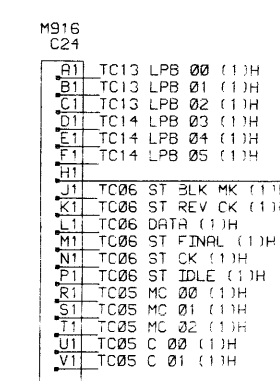 M916
C24
A1 TC13 LPB 00 (1)H
B1 TC13 LPB 01 (1)H
C1 TC13 LPB 02 (1)H
D1 TC14 LPB 03 (1)H
E1 TC14 LPB 04 (1)H
F1 TC14 LPB 05 (1)H
H1
J1 TC06 ST BLK MK (1)H
K1 TC06 ST REV CK (1)H
L1 TC06 DATA (1)H
M1 TC06 ST FINAL (1)H
N1 TC06 ST CK (1)H
P1 TC06 ST IDLE (1)H
R1 TC05 MC 00 (1)H
S1 TC05 MC 01 (1)H
T1 TC05 MC 02 (1)H
U1 TC05 C 00 (1)H
V1 TC05 C 01 (1)H